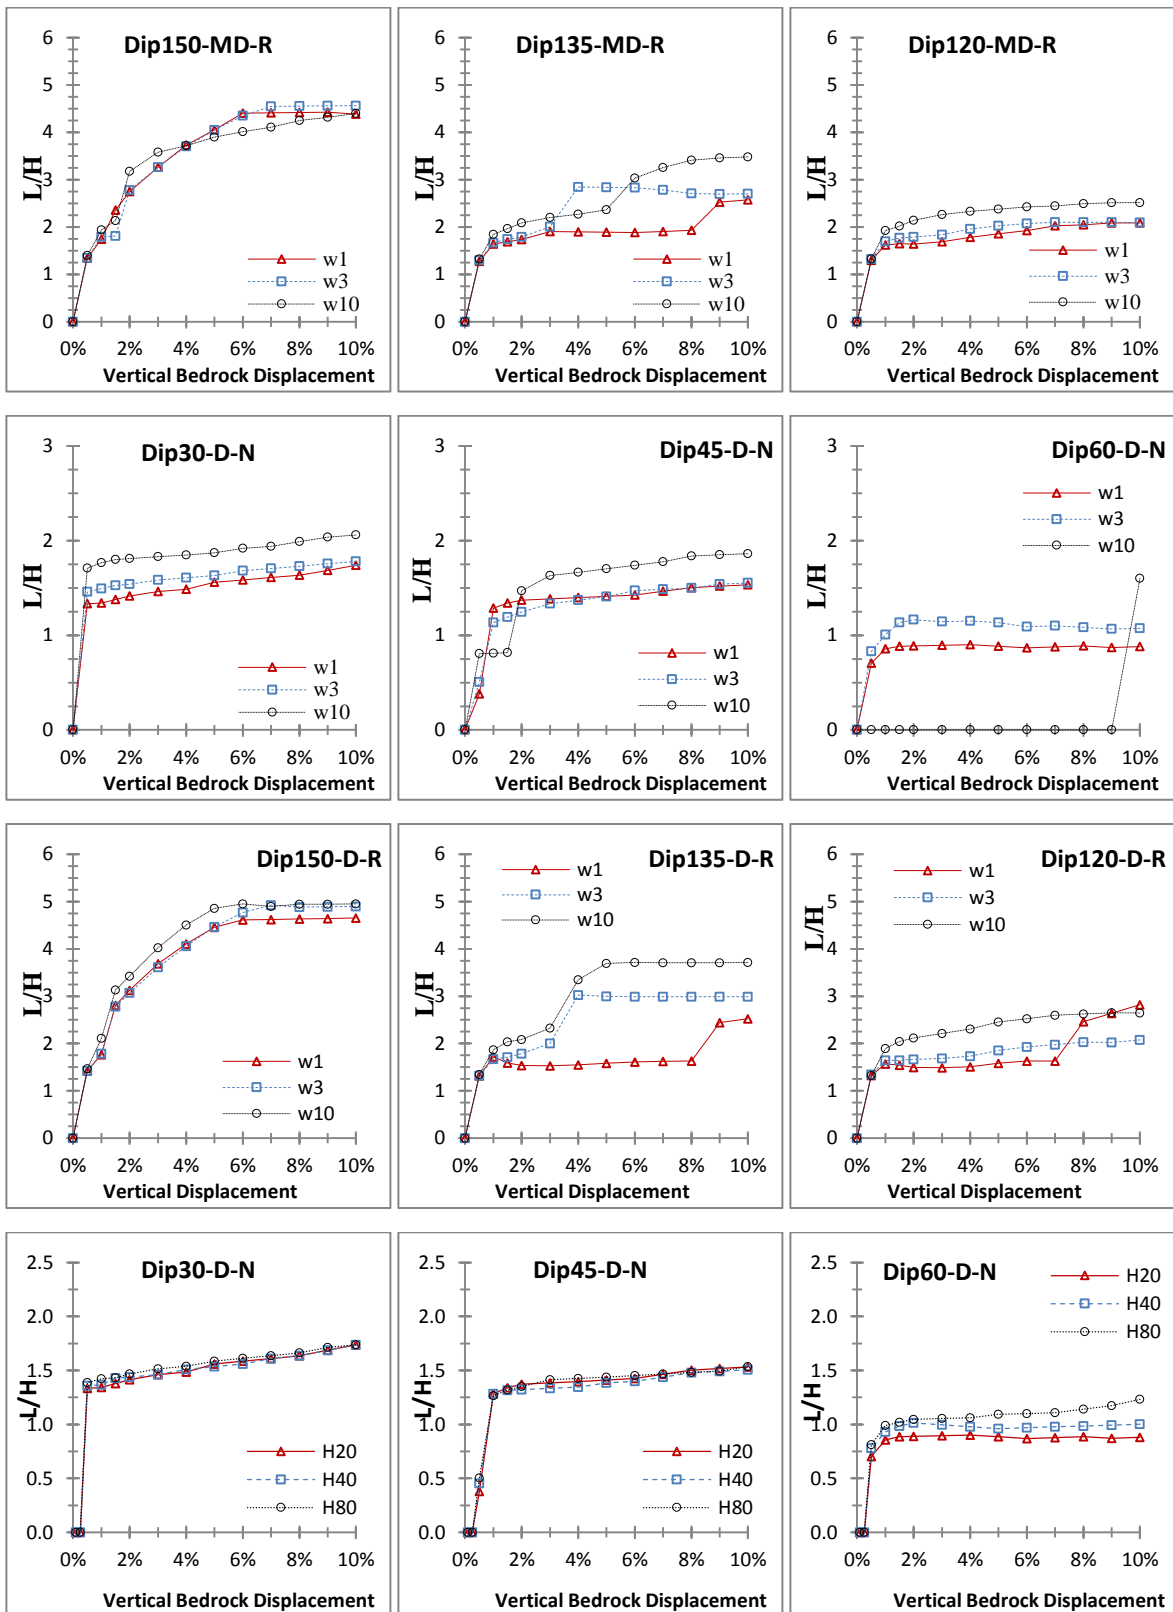 Dip150-MD-R
6
5
4
3
2
1
0
L/H
w1
w3
w10
0% 2% 4% 6% 8% 10%
Vertical Bedrock Displacement
Dip135-MD-R
6
5
4
3
2
1
0
L/H
w1
w3
w10
0% 2% 4% 6% 8% 10%
Vertical Bedrock Displacement
Dip120-MD-R
6
5
4
3
2
1
0
L/H
w1
w3
w10
0% 2% 4% 6% 8% 10%
Vertical Bedrock Displacement
Dip30-D-N
3
2
1
0
L/H
w1
w3
w10
0% 2% 4% 6% 8% 10%
Vertical Bedrock Displacement
Dip45-D-N
3
2
1
0
L/H
w1
w3
w10
0% 2% 4% 6% 8% 10%
Vertical Bedrock Displacement
Dip60-D-N
3
2
1
0
L/H
w1
w3
w10
0% 2% 4% 6% 8% 10%
Vertical Bedrock Displacement
Dip150-D-R
6
5
4
3
2
1
0
L/H
w1
w3
w10
0% 2% 4% 6% 8% 10%
Vertical Displacement
Dip135-D-R
6
5
4
3
2
1
0
L/H
w1
w3
w10
0% 2% 4% 6% 8% 10%
Vertical Displacement
Dip120-D-R
6
5
4
3
2
1
0
L/H
w1
w3
w10
0% 2% 4% 6% 8% 10%
Vertical Displacement
Dip30-D-N
2.5
2.0
1.5
1.0
0.5
0.0
L/H
H20
H40
H80
0% 2% 4% 6% 8% 10%
Vertical Bedrock Displacement
Dip45-D-N
2.5
2.0
1.5
1.0
0.5
0.0
L/H
H20
H40
H80
0% 2% 4% 6% 8% 10%
Vertical Bedrock Displacement
Dip60-D-N
2.5
2.0
1.5
1.0
0.5
0.0
L/H
H20
H40
H80
0% 2% 4% 6% 8% 10%
Vertical Bedrock Displacement